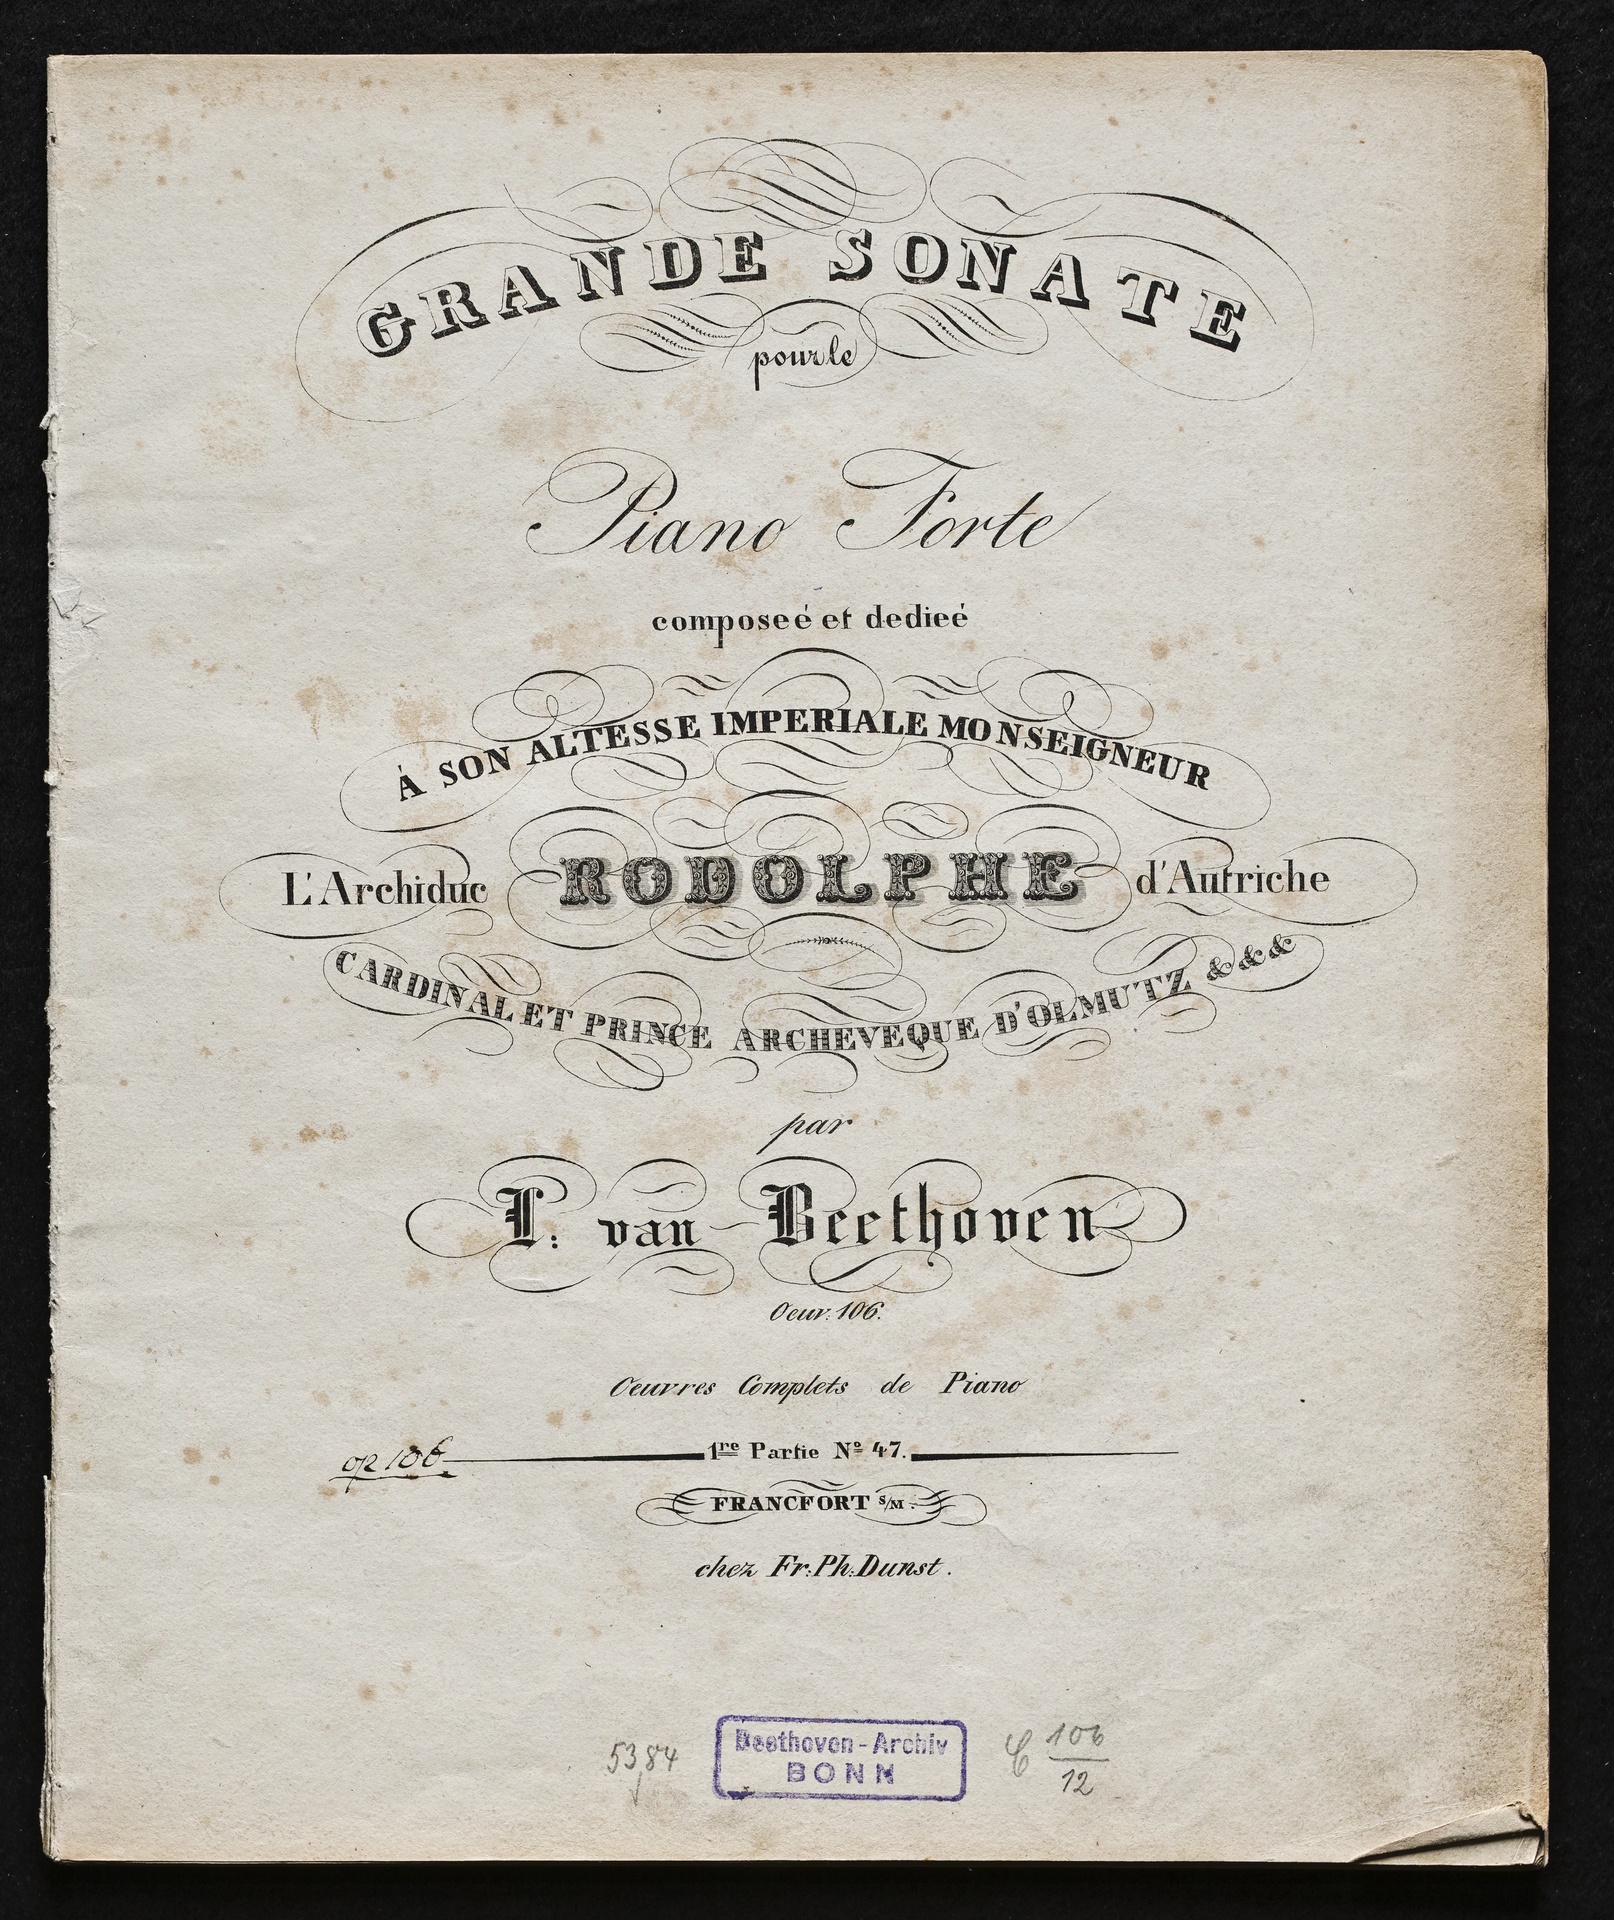 GRANDE SONATE
pour le
Piano Forte
composeé et dedieé
À SON ALTESSE IMPERIALE MONSEIGNEUR
L'Archiduc RODOLPHE d'Autriche
CARDINAL ET PRINCE ARCHEVEQUE D'OLMUTZ &&&
par
L: van Beethoven
Oeuv: 106.
Oeuvres Complets de Piano
op 106 1re Partie No 47.
FRANCFORT s/M.
chez Fr: Ph: Dunst.
5384
Beethoven-Archiv
BONN
C 106/12